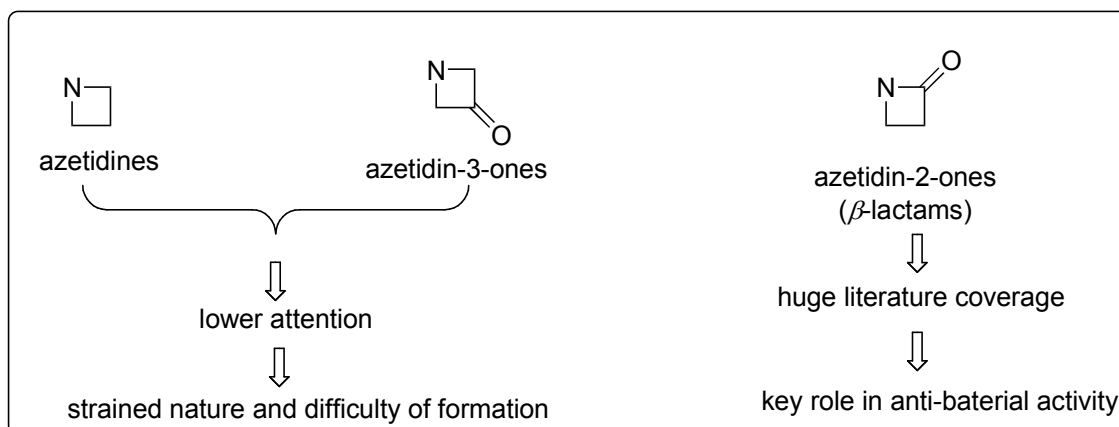 N
azetidines
N
O
azetidin-3-ones
lower attention
strained nature and difficulty of formation
N
O
azetidin-2-ones
(β-lactams)
huge literature coverage
key role in anti-baterial activity